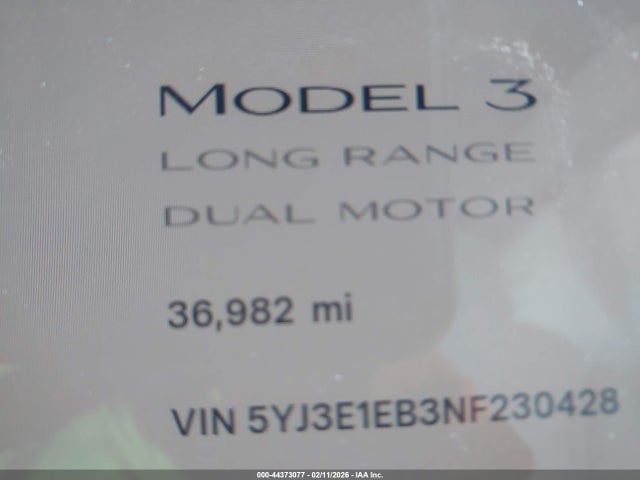 MODEL 3
LONG RANGE
DUAL MOTOR
36,982 mi
VIN 5YJ3E1EB3NF230428
000-44373077 - 02/11/2026 - IAA Inc.